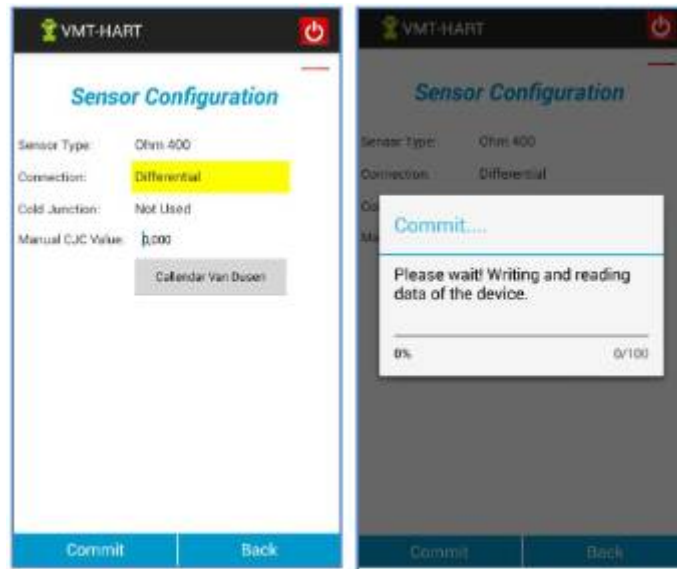 VMT-HART
Sensor Configuration
Sensor Type: Ohm 400
Connection: Differential
Cold Junction: Not Used
Manual CJC Value: 0,000
Callendar Van Dusen
Commit Back
VMT-HART
Sensor Configuration
Sensor Type: Ohm 400
Connection: Differential
Co
Ma
Commit....
Please wait! Writing and reading
data of the device.
0% 0/100
Commit Back